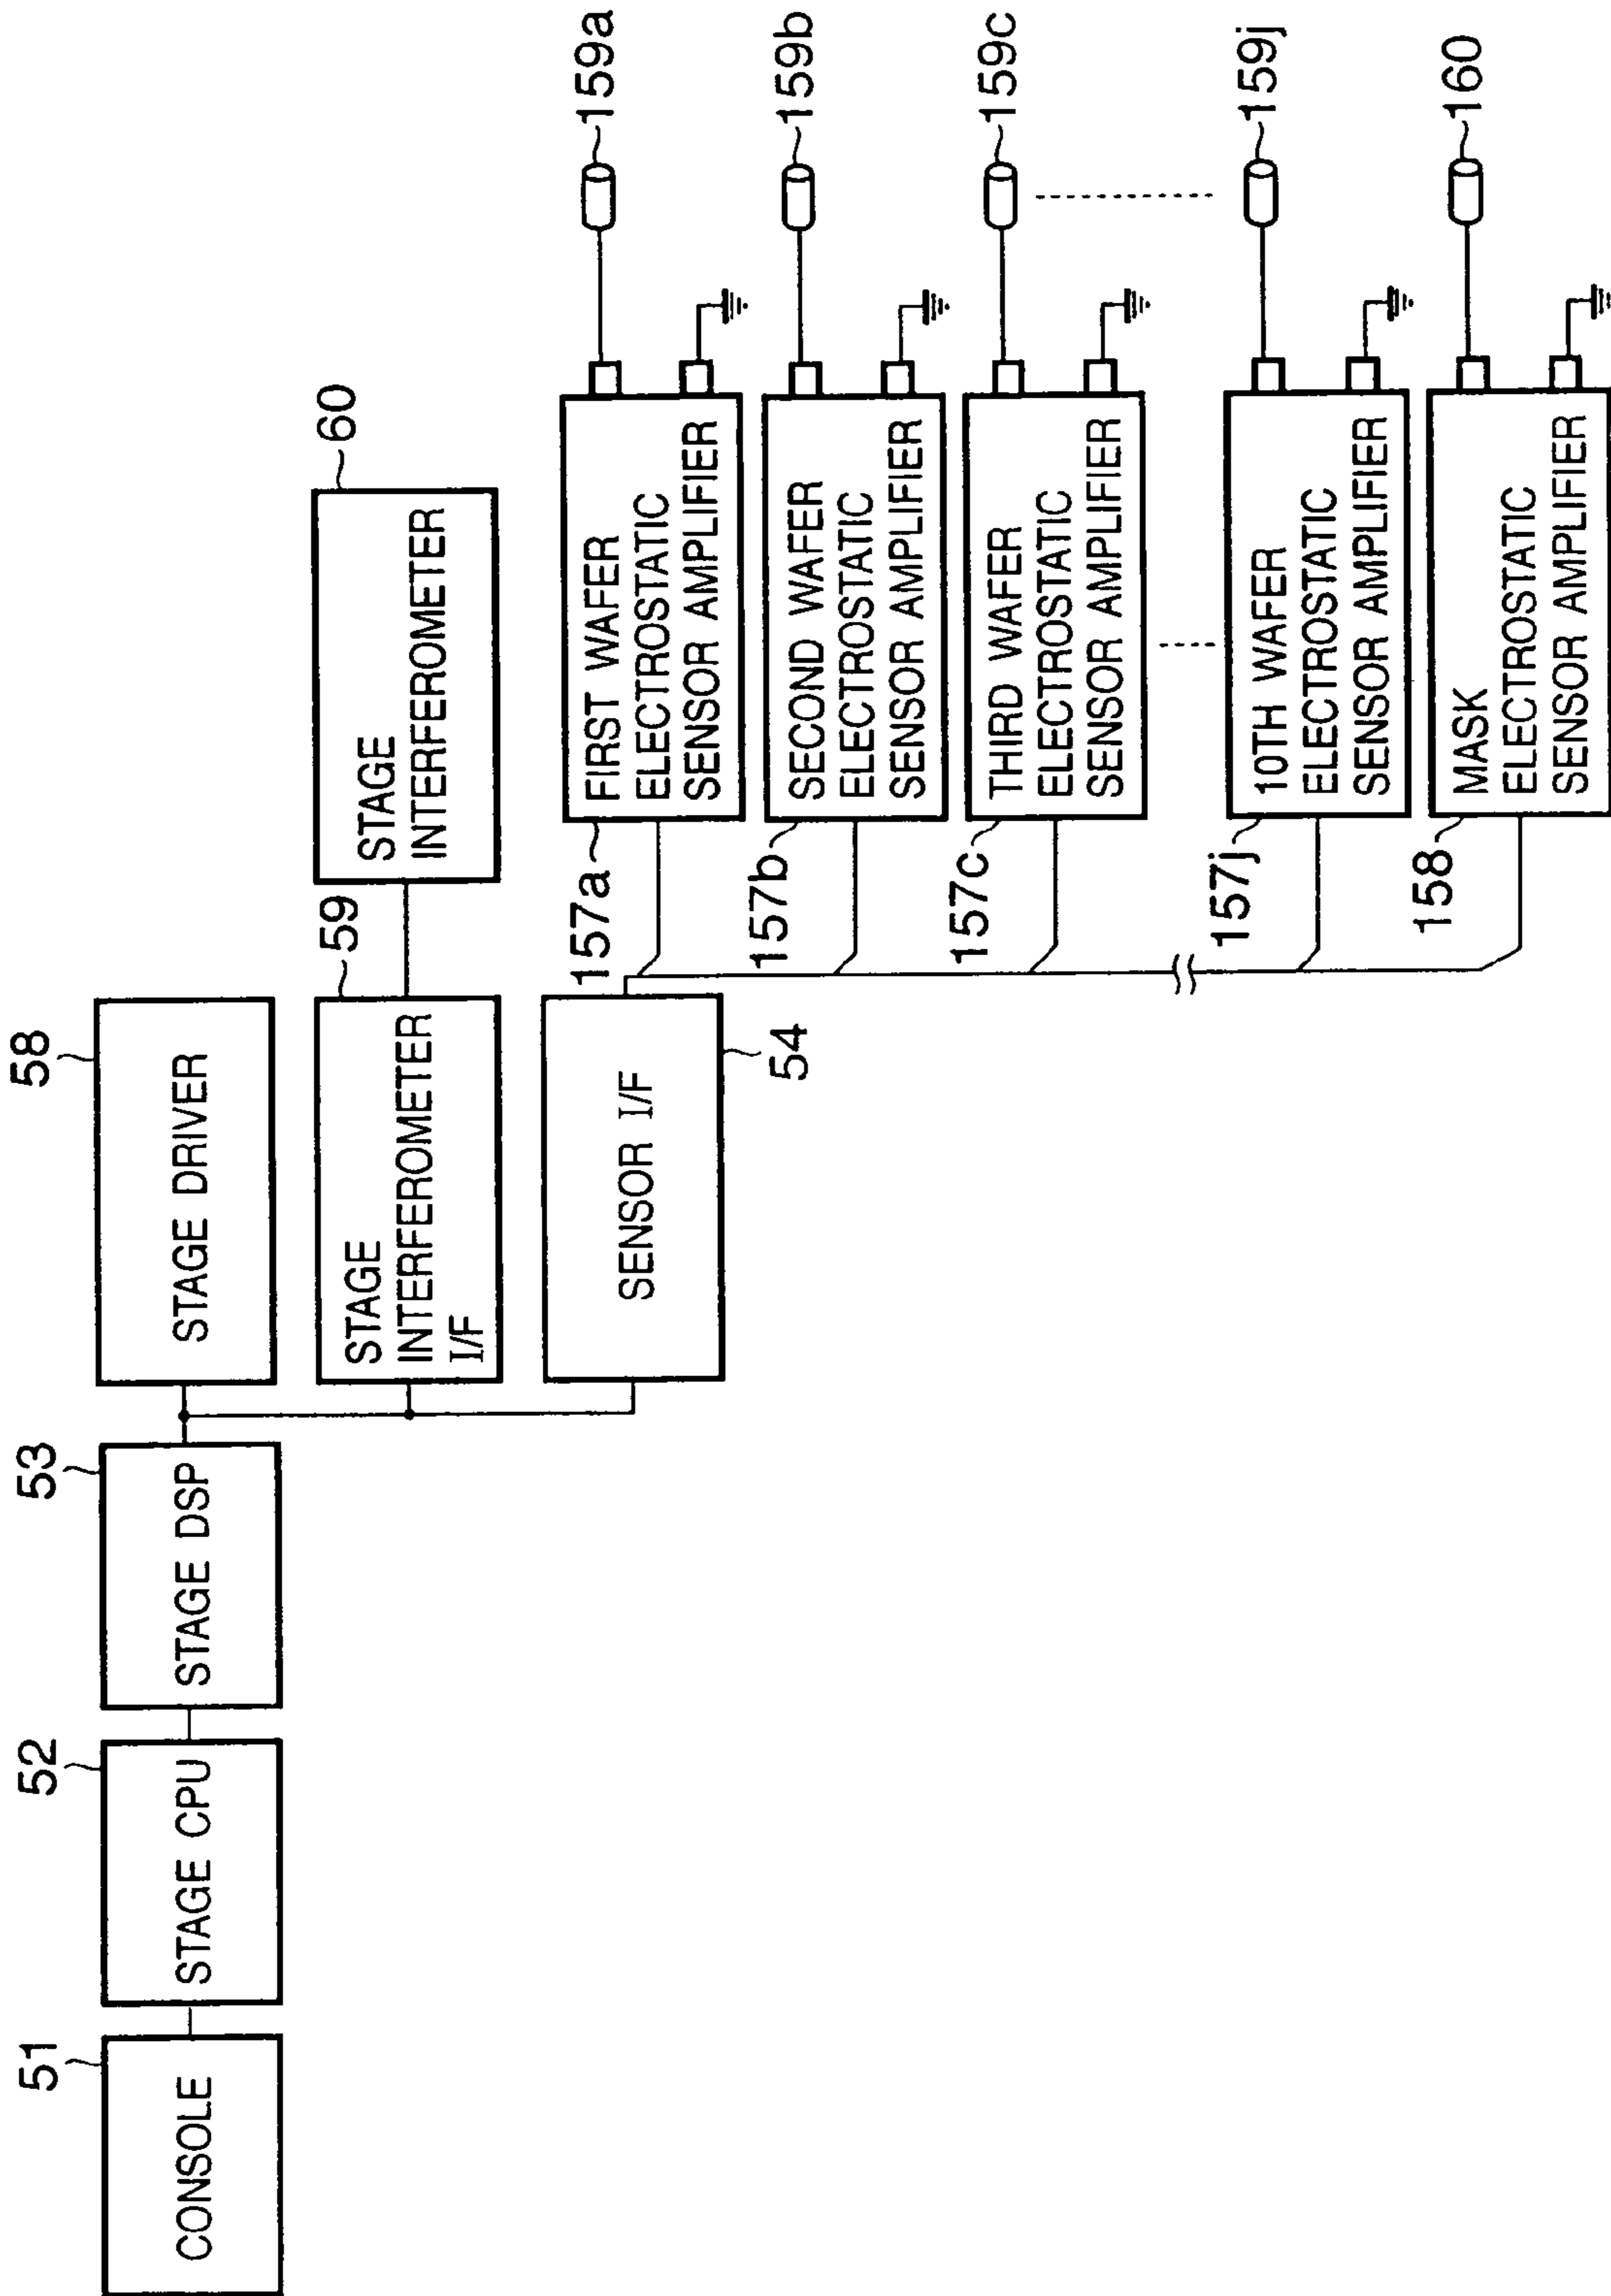 51
CONSOLE
52
STAGE CPU
53
STAGE DSP
58
STAGE DRIVER
59
STAGE
INTERFEROMETER
I/F
60
STAGE
INTERFEROMETER
54
SENSOR I/F
157a
FIRST WAFER
ELECTROSTATIC
SENSOR AMPLIFIER
159a
157b
SECOND WAFER
ELECTROSTATIC
SENSOR AMPLIFIER
159b
157c
THIRD WAFER
ELECTROSTATIC
SENSOR AMPLIFIER
159c
157j
10TH WAFER
ELECTROSTATIC
SENSOR AMPLIFIER
159j
158
MASK
ELECTROSTATIC
SENSOR AMPLIFIER
160